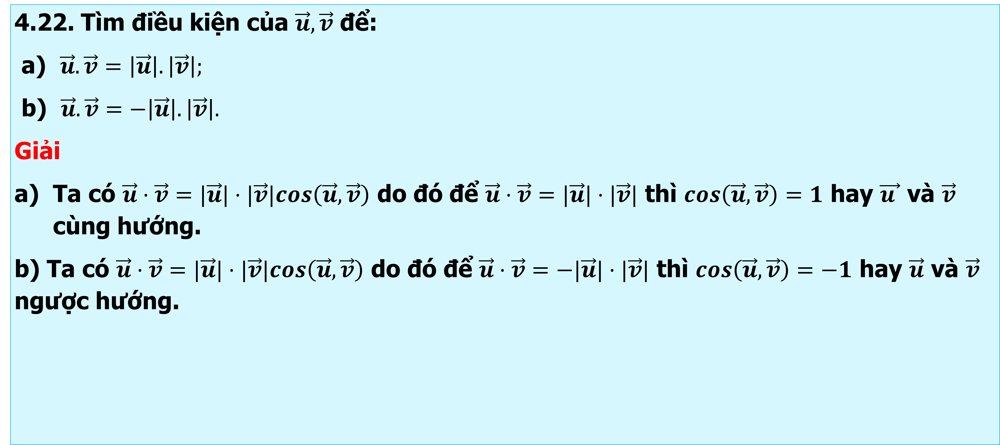 4.22. Tìm điều kiện của $\vec{u}, \vec{v}$ để:
a) $\vec{u}. \vec{v} = |\vec{u}|. |\vec{v}|$;
b) $\vec{u}. \vec{v} = -|\vec{u}|. |\vec{v}|$.
Giải
a) Ta có $\vec{u} \cdot \vec{v} = |\vec{u}| \cdot |\vec{v}|cos(\vec{u}, \vec{v})$ do đó để $\vec{u} \cdot \vec{v} = |\vec{u}| \cdot |\vec{v}|$ thì $cos(\vec{u}, \vec{v}) = 1$ hay $\vec{u}$ và $\vec{v}$
cùng hướng.
b) Ta có $\vec{u} \cdot \vec{v} = |\vec{u}| \cdot |\vec{v}|cos(\vec{u}, \vec{v})$ do đó để $\vec{u} \cdot \vec{v} = -|\vec{u}| \cdot |\vec{v}|$ thì $cos(\vec{u}, \vec{v}) = -1$ hay $\vec{u}$ và $\vec{v}$
ngược hướng.